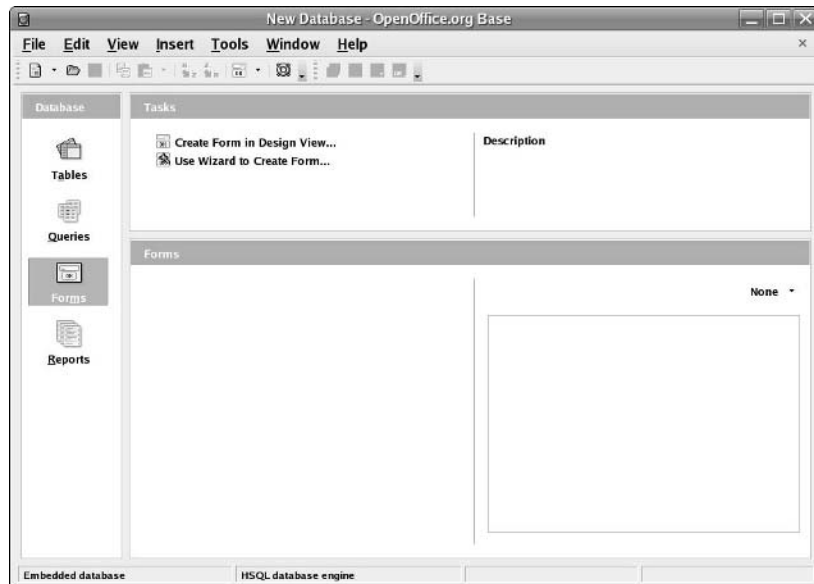 New Database - OpenOffice.org Base
File Edit View Insert Tools Window Help
Database
Tasks
Create Form in Design View...
Use Wizard to Create Form...
Description
Tables
Queries
Forms
Reports
Forms
None
Embedded database
HSQL database engine